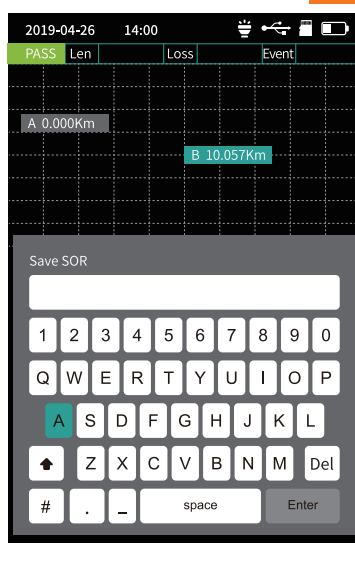 2019-04-26 14:00
PASS Len Loss Event
A 0.000Km
B 10.057Km
Save SOR
1 2 3 4 5 6 7 8 9 0
Q W E R T Y U I O P
A S D F G H J K L
Z X C V B N M Del
# . _ space Enter